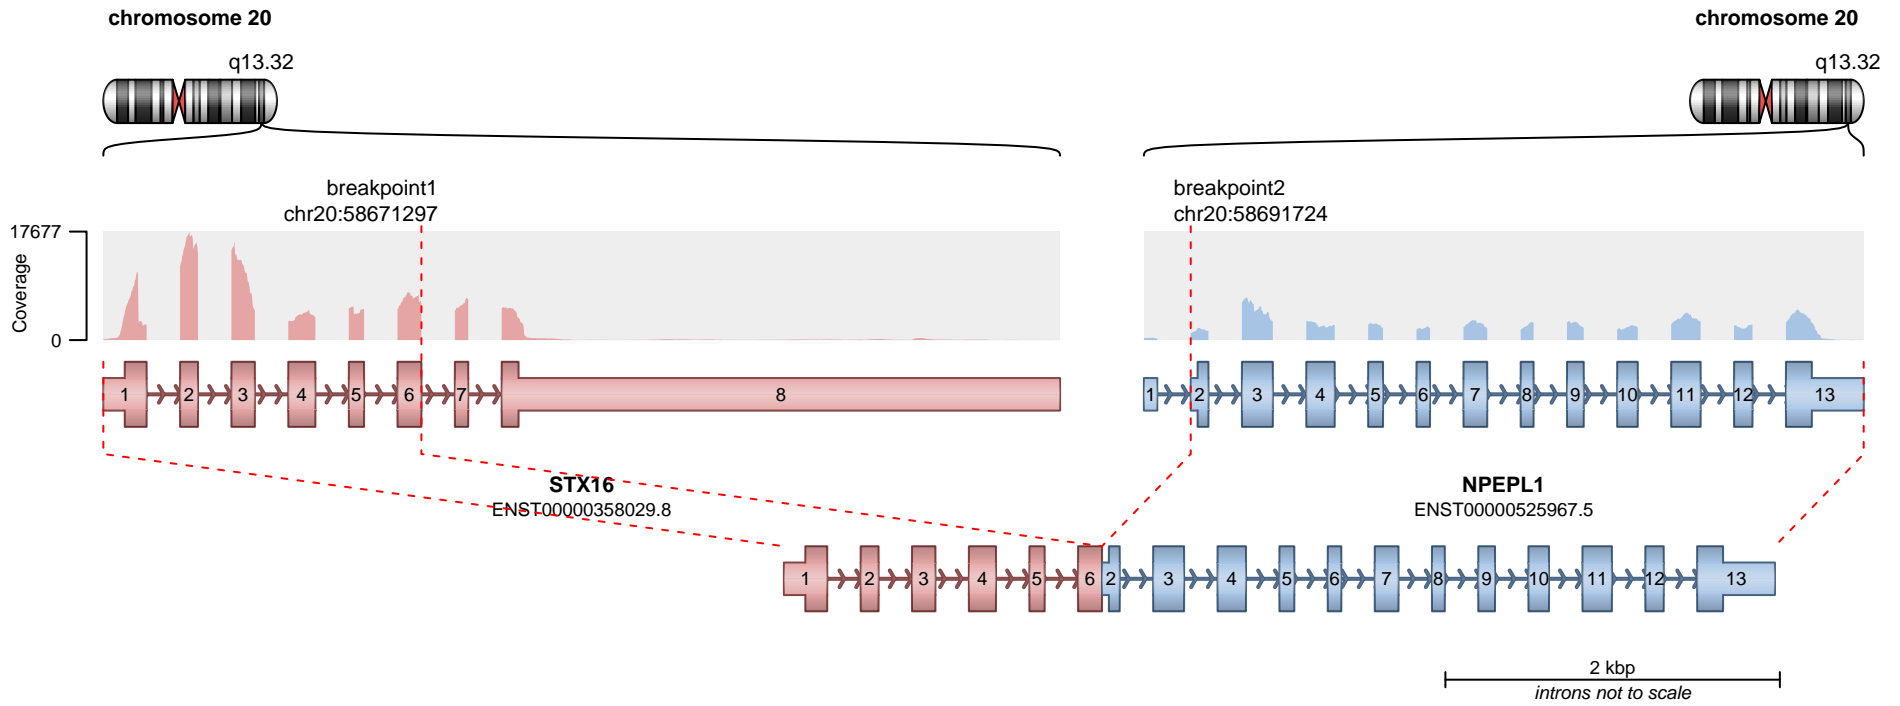 chromosome 20
chromosome 20
q13.32
q13.32
breakpoint1
chr20:58671297
breakpoint2
chr20:58691724
17677
Coverage
0
1 2 3 4 5 6 7 8
1 2 3 4 5 6 7 8 9 10 11 12 13
STX16
ENST00000358029.8
NPEPL1
ENST00000525967.5
1 2 3 4 5 6 2 3 4 5 6 7 8 9 10 11 12 13
2 kbp
introns not to scale